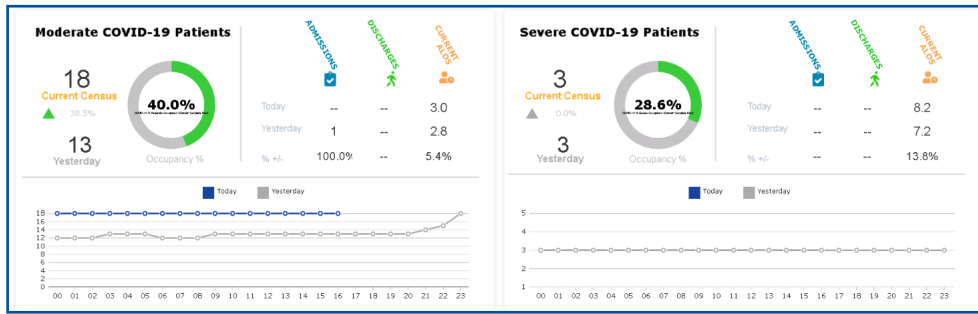 Moderate COVID-19 Patients
ADMISSIONS
DISCHARGES
CURRENT ALOS
18
Current Census
38.5%
13
Yesterday
40.0%
Occupancy %
Today -- -- 3.0
Yesterday 1 -- 2.8
% +/- 100.0% -- 5.4%
Today Yesterday
18
16
14
12
10
8
6
4
2
0
00 01 02 03 04 05 06 07 08 09 10 11 12 13 14 15 16 17 18 19 20 21 22 23
Severe COVID-19 Patients
ADMISSIONS
DISCHARGES
CURRENT ALOS
3
Current Census
0.0%
3
Yesterday
28.6%
Occupancy %
Today -- -- 8.2
Yesterday -- -- 7.2
% +/- -- -- 13.8%
Today Yesterday
5
4
3
2
1
00 01 02 03 04 05 06 07 08 09 10 11 12 13 14 15 16 17 18 19 20 21 22 23